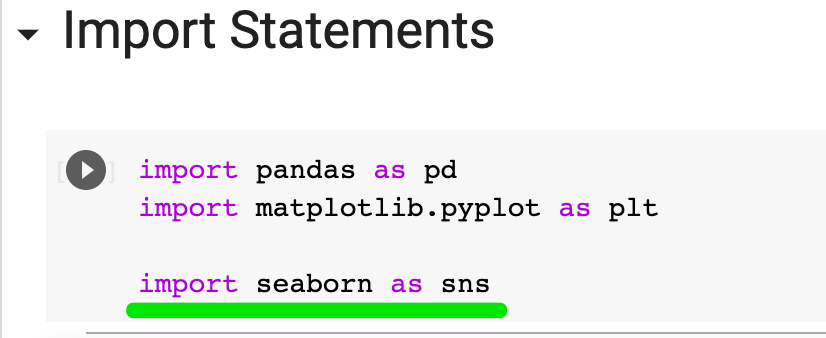 Import Statements
import pandas as pd
import matplotlib.pyplot as plt
import seaborn as sns